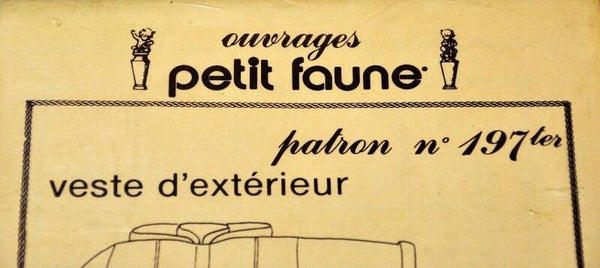 ouvrages
petit faune
patron n° 197ter
veste d'extérieur